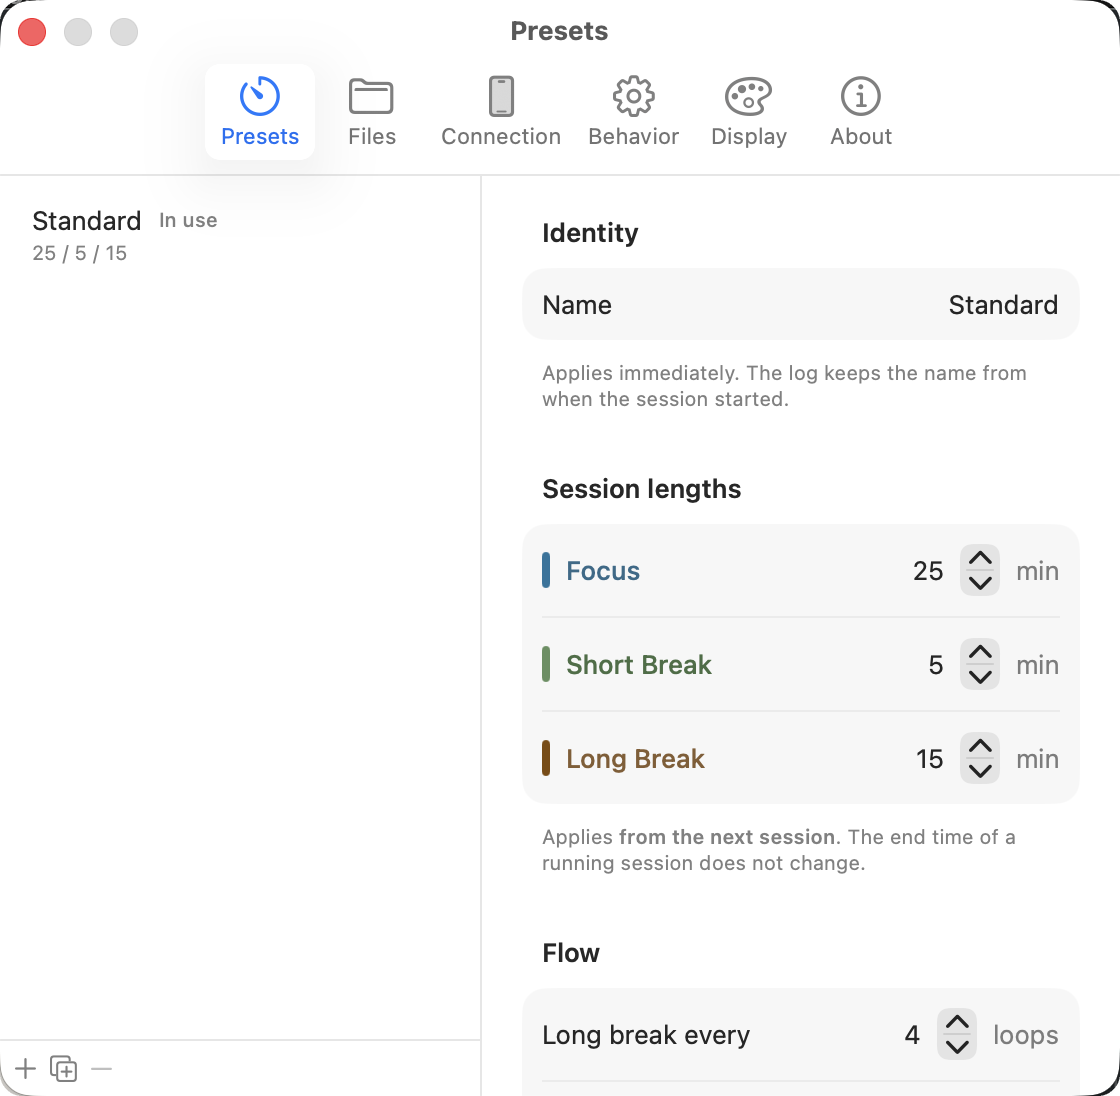 Presets
Presets
Files
Connection
Behavior
Display
About
Standard In use
25 / 5 / 15
Identity
Name Standard
Applies immediately. The log keeps the name from
when the session started.
Session lengths
Focus 25 min
Short Break 5 min
Long Break 15 min
Applies from the next session. The end time of a
running session does not change.
Flow
Long break every 4 loops